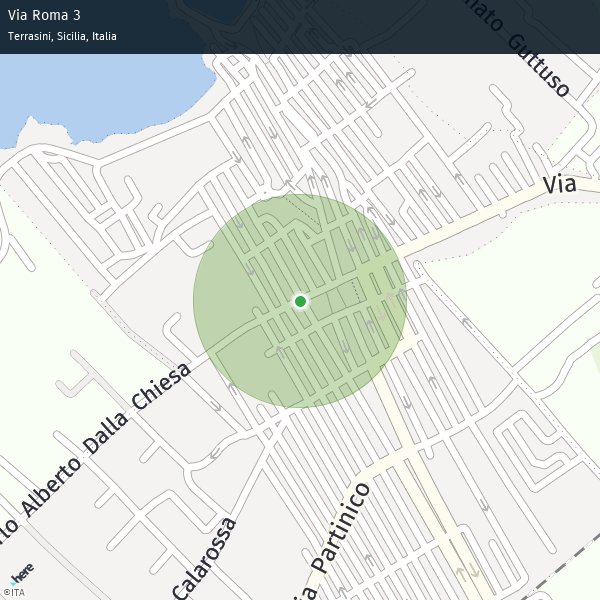 Via Roma 3
Terrasini, Sicilia, Italia
nato Guttuso
Via
rlo Alberto Dalla Chiesa
Calarossa
ia Partinico
here
©ITA